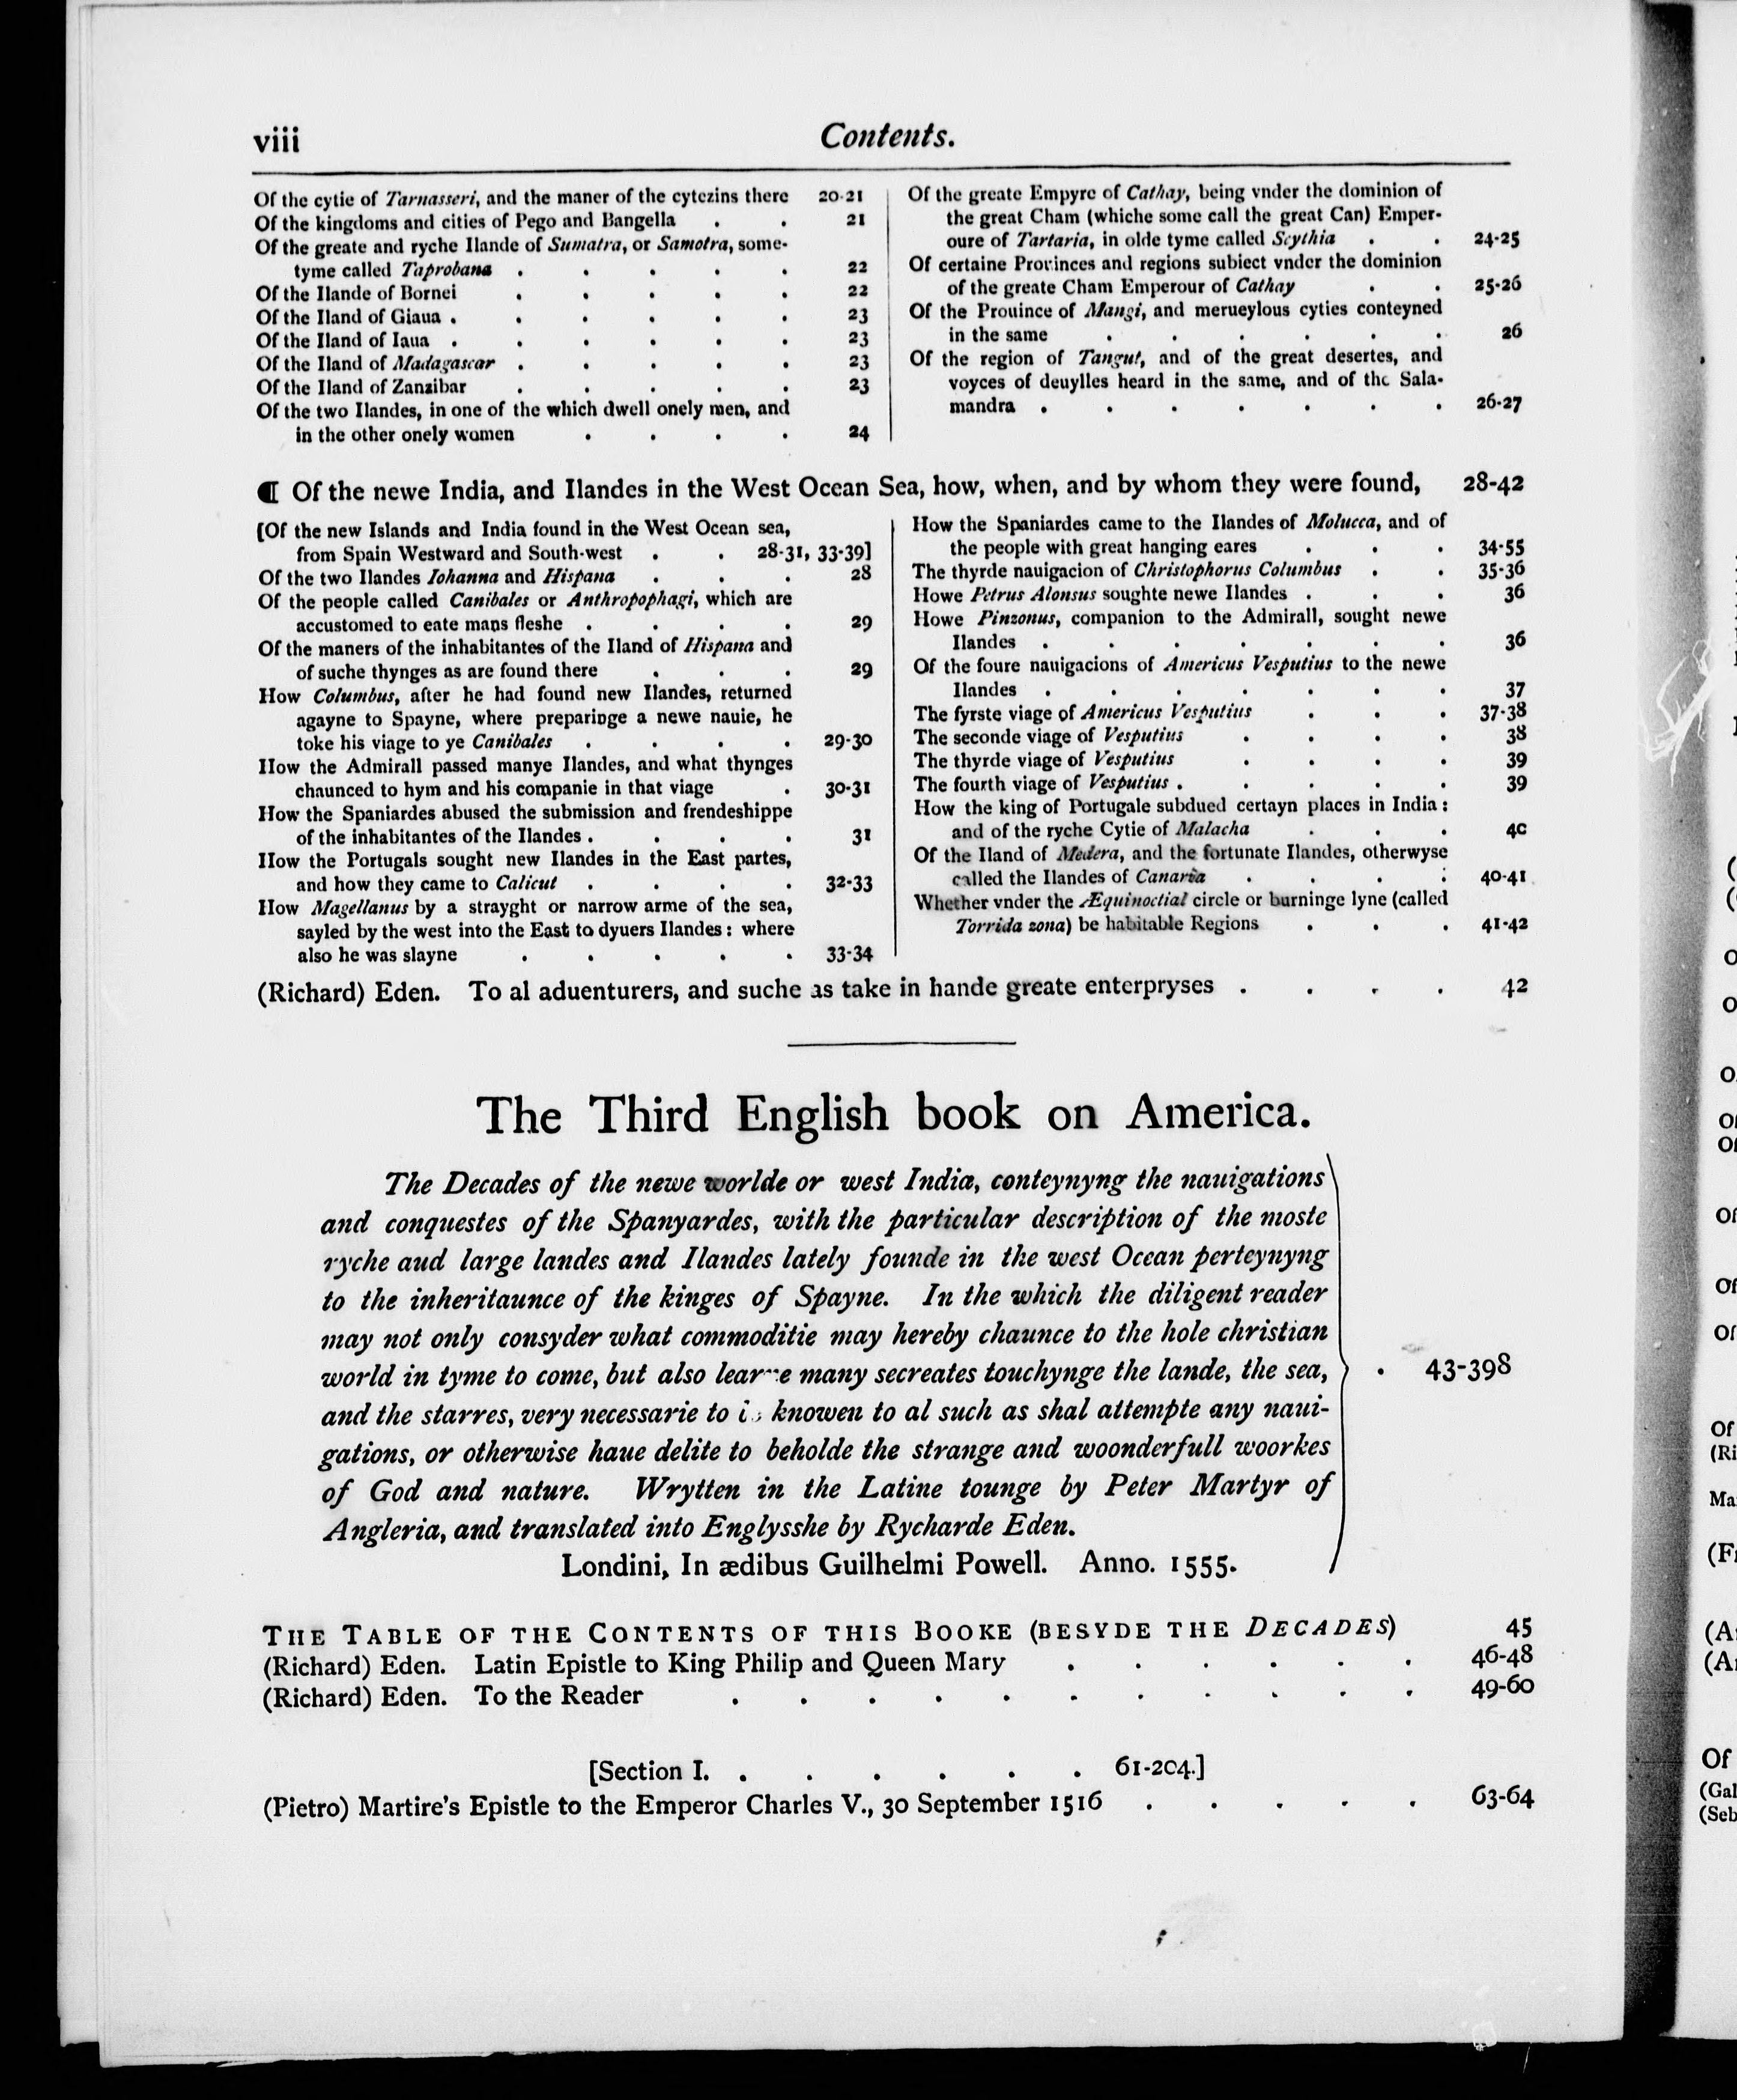 viii
Contents.
Of the cytie of Tarnasseri, and the maner of the cytezins there 20-21
Of the kingdoms and cities of Pego and Bangella . . 21
Of the greate and ryche Ilande of Sumatra, or Samotra, some-
tyme called Taprobana . . . . . 22
Of the Ilande of Bornei . . . . . 22
Of the Iland of Giaua . . . . . . 23
Of the Iland of Iaua . . . . . . 23
Of the Iland of Madagascar . . . . . 23
Of the Iland of Zanzibar . . . . . 23
Of the two Ilandes, in one of the which dwell onely men, and
in the other onely women . . . . 24
Of the greate Empyre of Cathay, being vnder the dominion of
the great Cham (whiche some call the great Can) Emper-
oure of Tartaria, in olde tyme called Scythia . . 24-25
Of certaine Prouinces and regions subiect vnder the dominion
of the greate Cham Emperour of Cathay . . 25-26
Of the Prouince of Mangi, and merueylous cyties conteyned
in the same . . . . . . 26
Of the region of Tangut, and of the great desertes, and
voyces of deuylles heard in the same, and of the Sala-
mandra . . . . . . . 26-27
¶ Of the newe India, and Ilandes in the West Ocean Sea, how, when, and by whom they were found, 28-42
[Of the new Islands and India found in the West Ocean sea,
from Spain Westward and South-west . . 28-31, 33-39]
Of the two Ilandes Iohanna and Hispana . . . 28
Of the people called Canibales or Anthropophagi, which are
accustomed to eate mans fleshe . . . . 29
Of the maners of the inhabitantes of the Iland of Hispana and
of suche thynges as are found there . . . 29
How Columbus, after he had found new Ilandes, returned
agayne to Spayne, where preparinge a newe nauie, he
toke his viage to ye Canibales . . . . 29-30
How the Admirall passed manye Ilandes, and what thynges
chaunced to hym and his companie in that viage . 30-31
How the Spaniardes abused the submission and frendeshippe
of the inhabitantes of the Ilandes . . . . 31
How the Portugals sought new Ilandes in the East partes,
and how they came to Calicut . . . . 32-33
How Magellanus by a strayght or narrow arme of the sea,
sayled by the west into the East to dyuers Ilandes: where
also he was slayne . . . . . 33-34
How the Spaniardes came to the Ilandes of Molucca, and of
the people with great hanging eares . . . 34-55
The thyrde nauigacion of Christophorus Columbus . . 35-36
Howe Petrus Alonsus soughte newe Ilandes . . . 36
Howe Pinzonus, companion to the Admirall, sought newe
Ilandes . . . . . . . 36
Of the foure nauigacions of Americus Vesputius to the newe
Ilandes . . . . . . . 37
The fyrste viage of Americus Vesputius . . . 37-38
The seconde viage of Vesputius . . . . 38
The thyrde viage of Vesputius . . . . 39
The fourth viage of Vesputius . . . . . 39
How the king of Portugale subdued certayn places in India:
and of the ryche Cytie of Malacha . . . 40
Of the Iland of Medera, and the fortunate Ilandes, otherwyse
called the Ilandes of Canaria . . . . 40-41
Whether vnder the Æquinoctial circle or burninge lyne (called
Torrida zona) be habitable Regions . . . 41-42
(Richard) Eden. To al aduenturers, and suche as take in hande greate enterpryses . . . . 42
The Third English book on America.
The Decades of the newe worlde or west India, conteynyng the nauigations
and conquestes of the Spanyardes, with the particular description of the moste
ryche aud large landes and Ilandes lately founde in the west Ocean perteynyng
to the inheritaunce of the kinges of Spayne. In the which the diligent reader
may not only consyder what commoditie may hereby chaunce to the hole christian
world in tyme to come, but also learne many secreates touchynge the lande, the sea,
and the starres, very necessarie to knowen to al such as shal attempte any naui-
gations, or otherwise haue delite to beholde the strange and woonderfull woorkes
of God and nature. Wrytten in the Latine tounge by Peter Martyr of
Angleria, and translated into Englysshe by Rycharde Eden.
Londini, In ædibus Guilhelmi Powell. Anno. 1555.
. 43-398
THE TABLE OF THE CONTENTS OF THIS BOOKE (BESYDE THE DECADES) 45
(Richard) Eden. Latin Epistle to King Philip and Queen Mary . . . . . . 46-48
(Richard) Eden. To the Reader . . . . . . . . . . . 49-60
[Section I. . . . . . . 61-204.]
(Pietro) Martire's Epistle to the Emperor Charles V., 30 September 1516 . . . . . 63-64